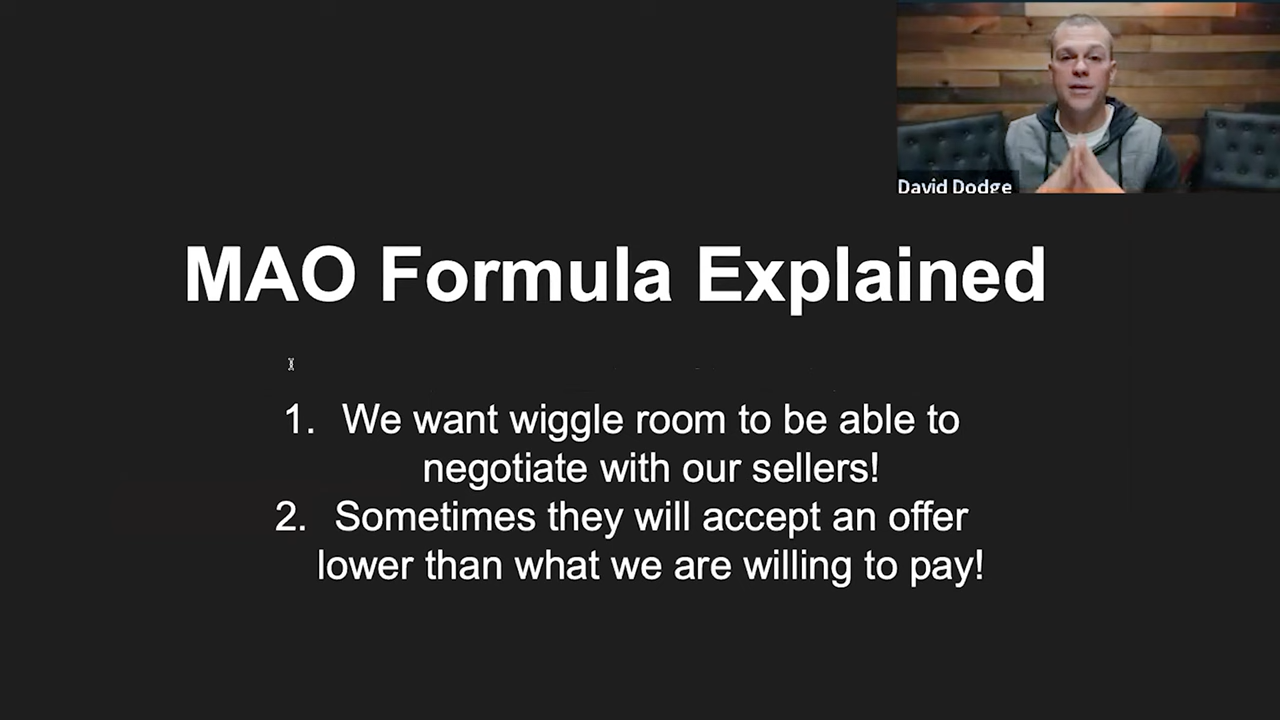 David Dodge
MAO Formula Explained
1. We want wiggle room to be able to
negotiate with our sellers!
2. Sometimes they will accept an offer
lower than what we are willing to pay!